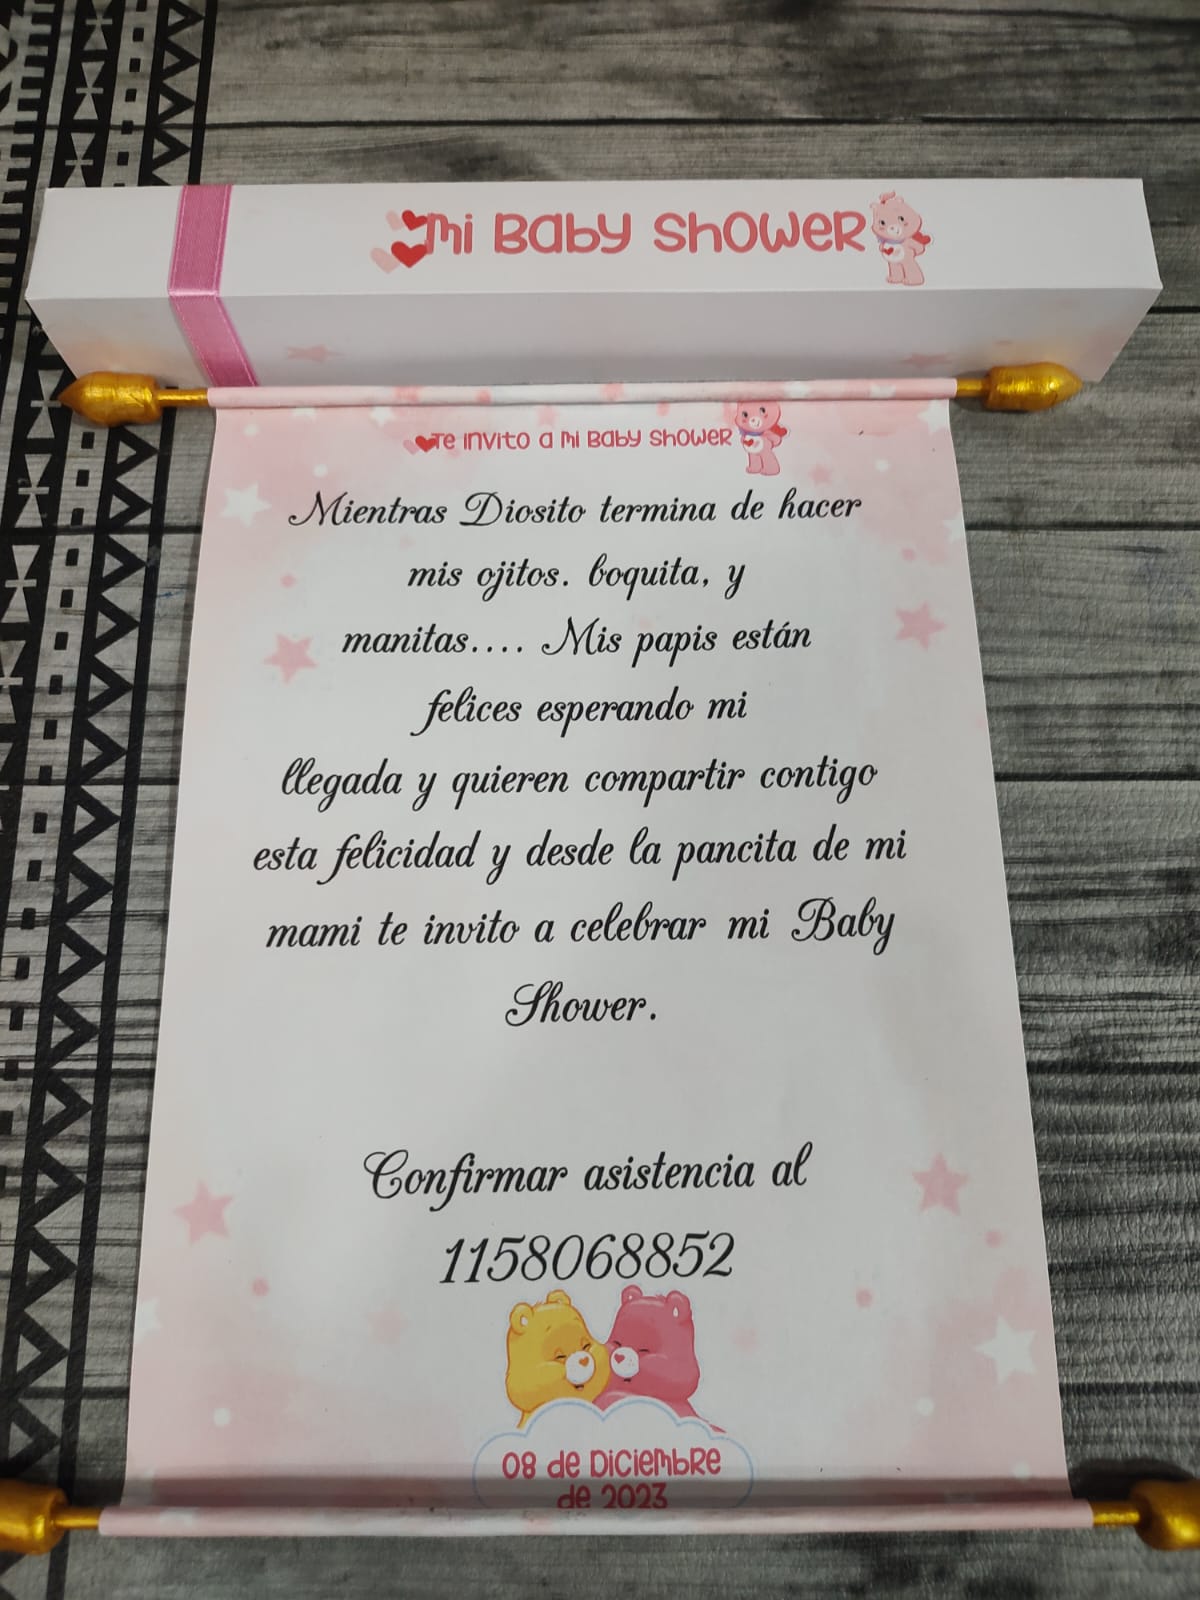 Mi Baby Shower
Te invito a mi Baby Shower
Mientras Diosito termina de hacer
mis ojitos. boquita, y
manitas.... Mis papis están
felices esperando mi
llegada y quieren compartir contigo
esta felicidad y desde la pancita de mi
mami te invito a celebrar mi Baby
Shower.
Confirmar asistencia al
1158068852
08 de Diciembre
de 2023